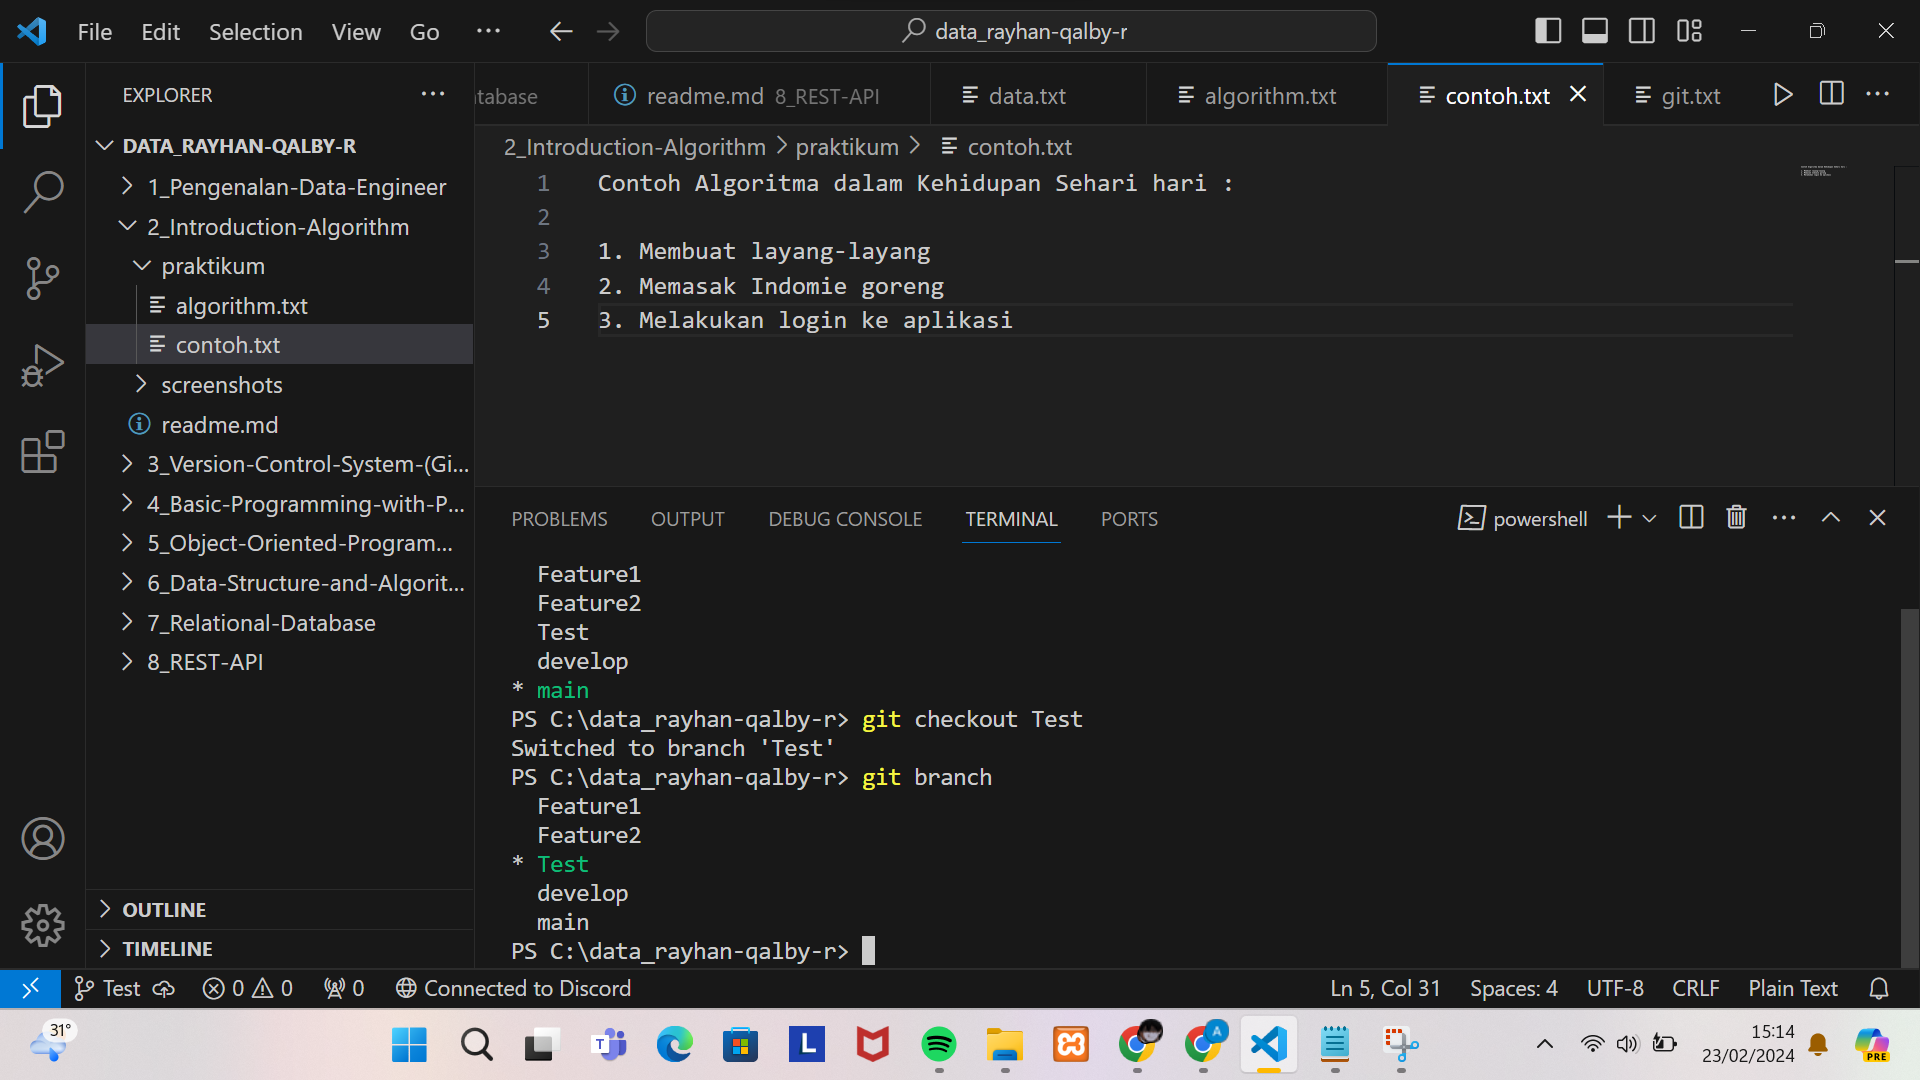 File Edit Selection View Go ··· data_rayhan-qalby-r
EXPLORER ···
DATA_RAYHAN-QALBY-R
1_Pengenalan-Data-Engineer
2_Introduction-Algorithm
praktikum
algorithm.txt
contoh.txt
screenshots
readme.md
3_Version-Control-System-(Gi...
4_Basic-Programming-with-P...
5_Object-Oriented-Program...
6_Data-Structure-and-Algorit...
7_Relational-Database
8_REST-API
OUTLINE
TIMELINE
tabase readme.md 8_REST-API data.txt algorithm.txt contoh.txt git.txt
2_Introduction-Algorithm > praktikum > contoh.txt
1 Contoh Algoritma dalam Kehidupan Sehari hari :
2
3 1. Membuat layang-layang
4 2. Memasak Indomie goreng
5 3. Melakukan login ke aplikasi
PROBLEMS OUTPUT DEBUG CONSOLE TERMINAL PORTS powershell
Feature1
Feature2
Test
develop
* main
PS C:\data_rayhan-qalby-r> git checkout Test
Switched to branch 'Test'
PS C:\data_rayhan-qalby-r> git branch
Feature1
Feature2
* Test
develop
main
PS C:\data_rayhan-qalby-r>
Test 0 0 0 Connected to Discord Ln 5, Col 31 Spaces: 4 UTF-8 CRLF Plain Text
31° T L A 15:14 PRE
23/02/2024